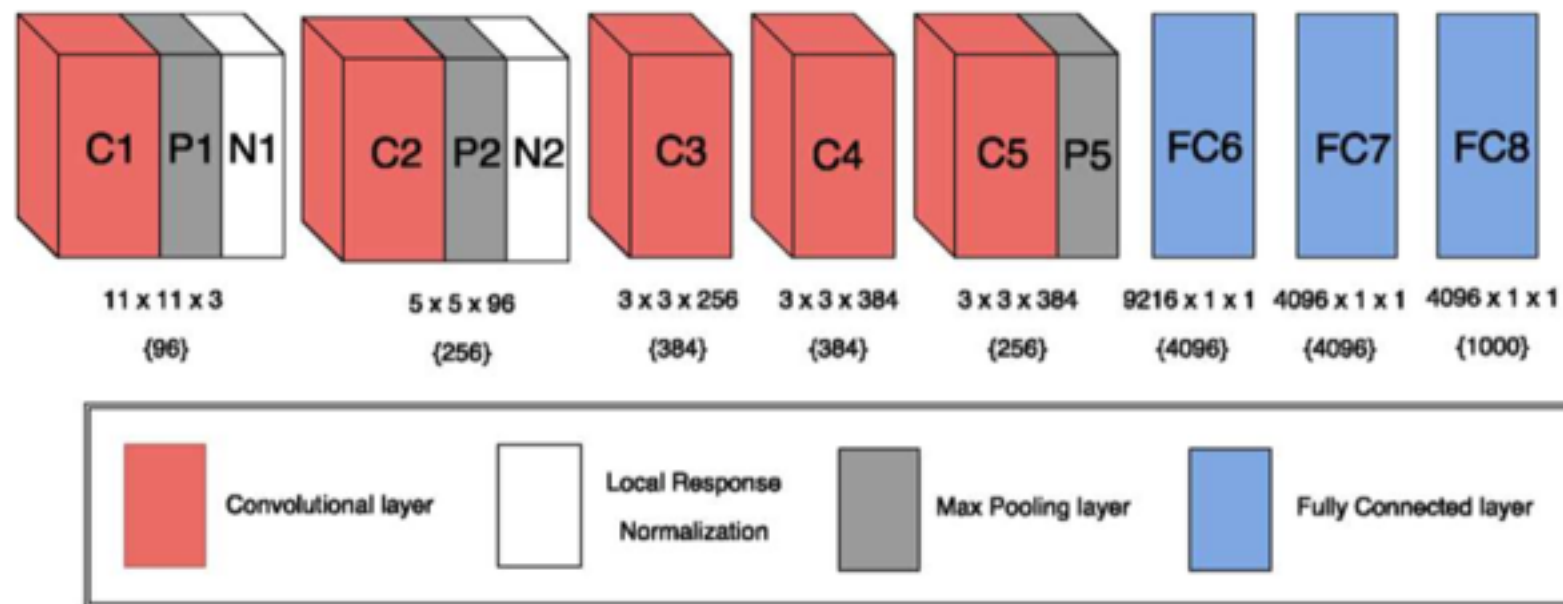 C1 P1 N1 C2 P2 N2 C3 C4 C5 P5 FC6 FC7 FC8
11 x 11 x 3 5 x 5 x 96 3 x 3 x 256 3 x 3 x 384 3 x 3 x 384 9216 x 1 x 1 4096 x 1 x 1 4096 x 1 x 1
{96} {256} {384} {384} {256} {4096} {4096} {1000}
Convolutional layer
Local Response
Normalization
Max Pooling layer
Fully Connected layer